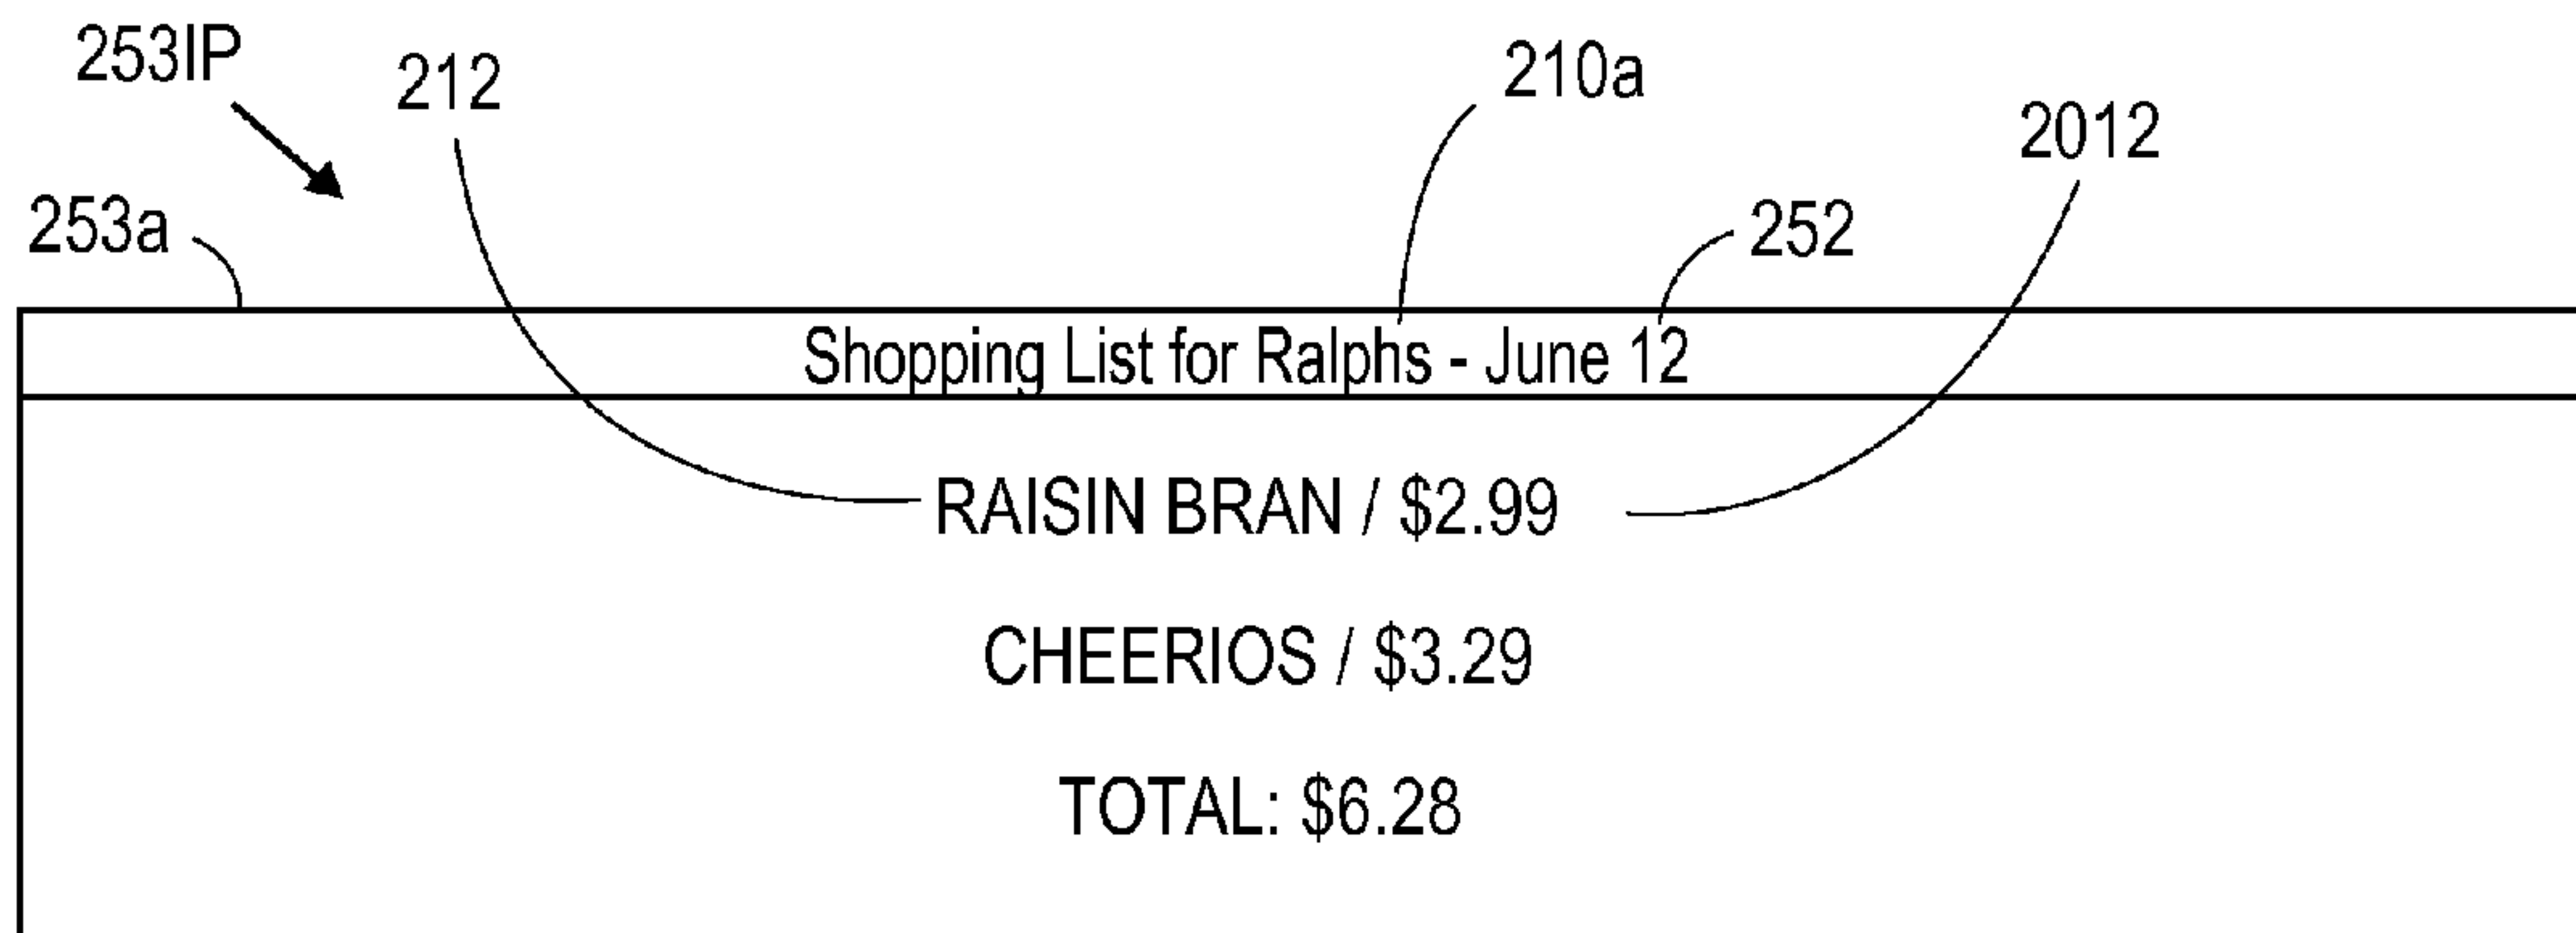 253IP
212
210a
2012
253a
252
Shopping List for Ralphs - June 12
RAISIN BRAN / $2.99
CHEERIOS / $3.29
TOTAL: $6.28